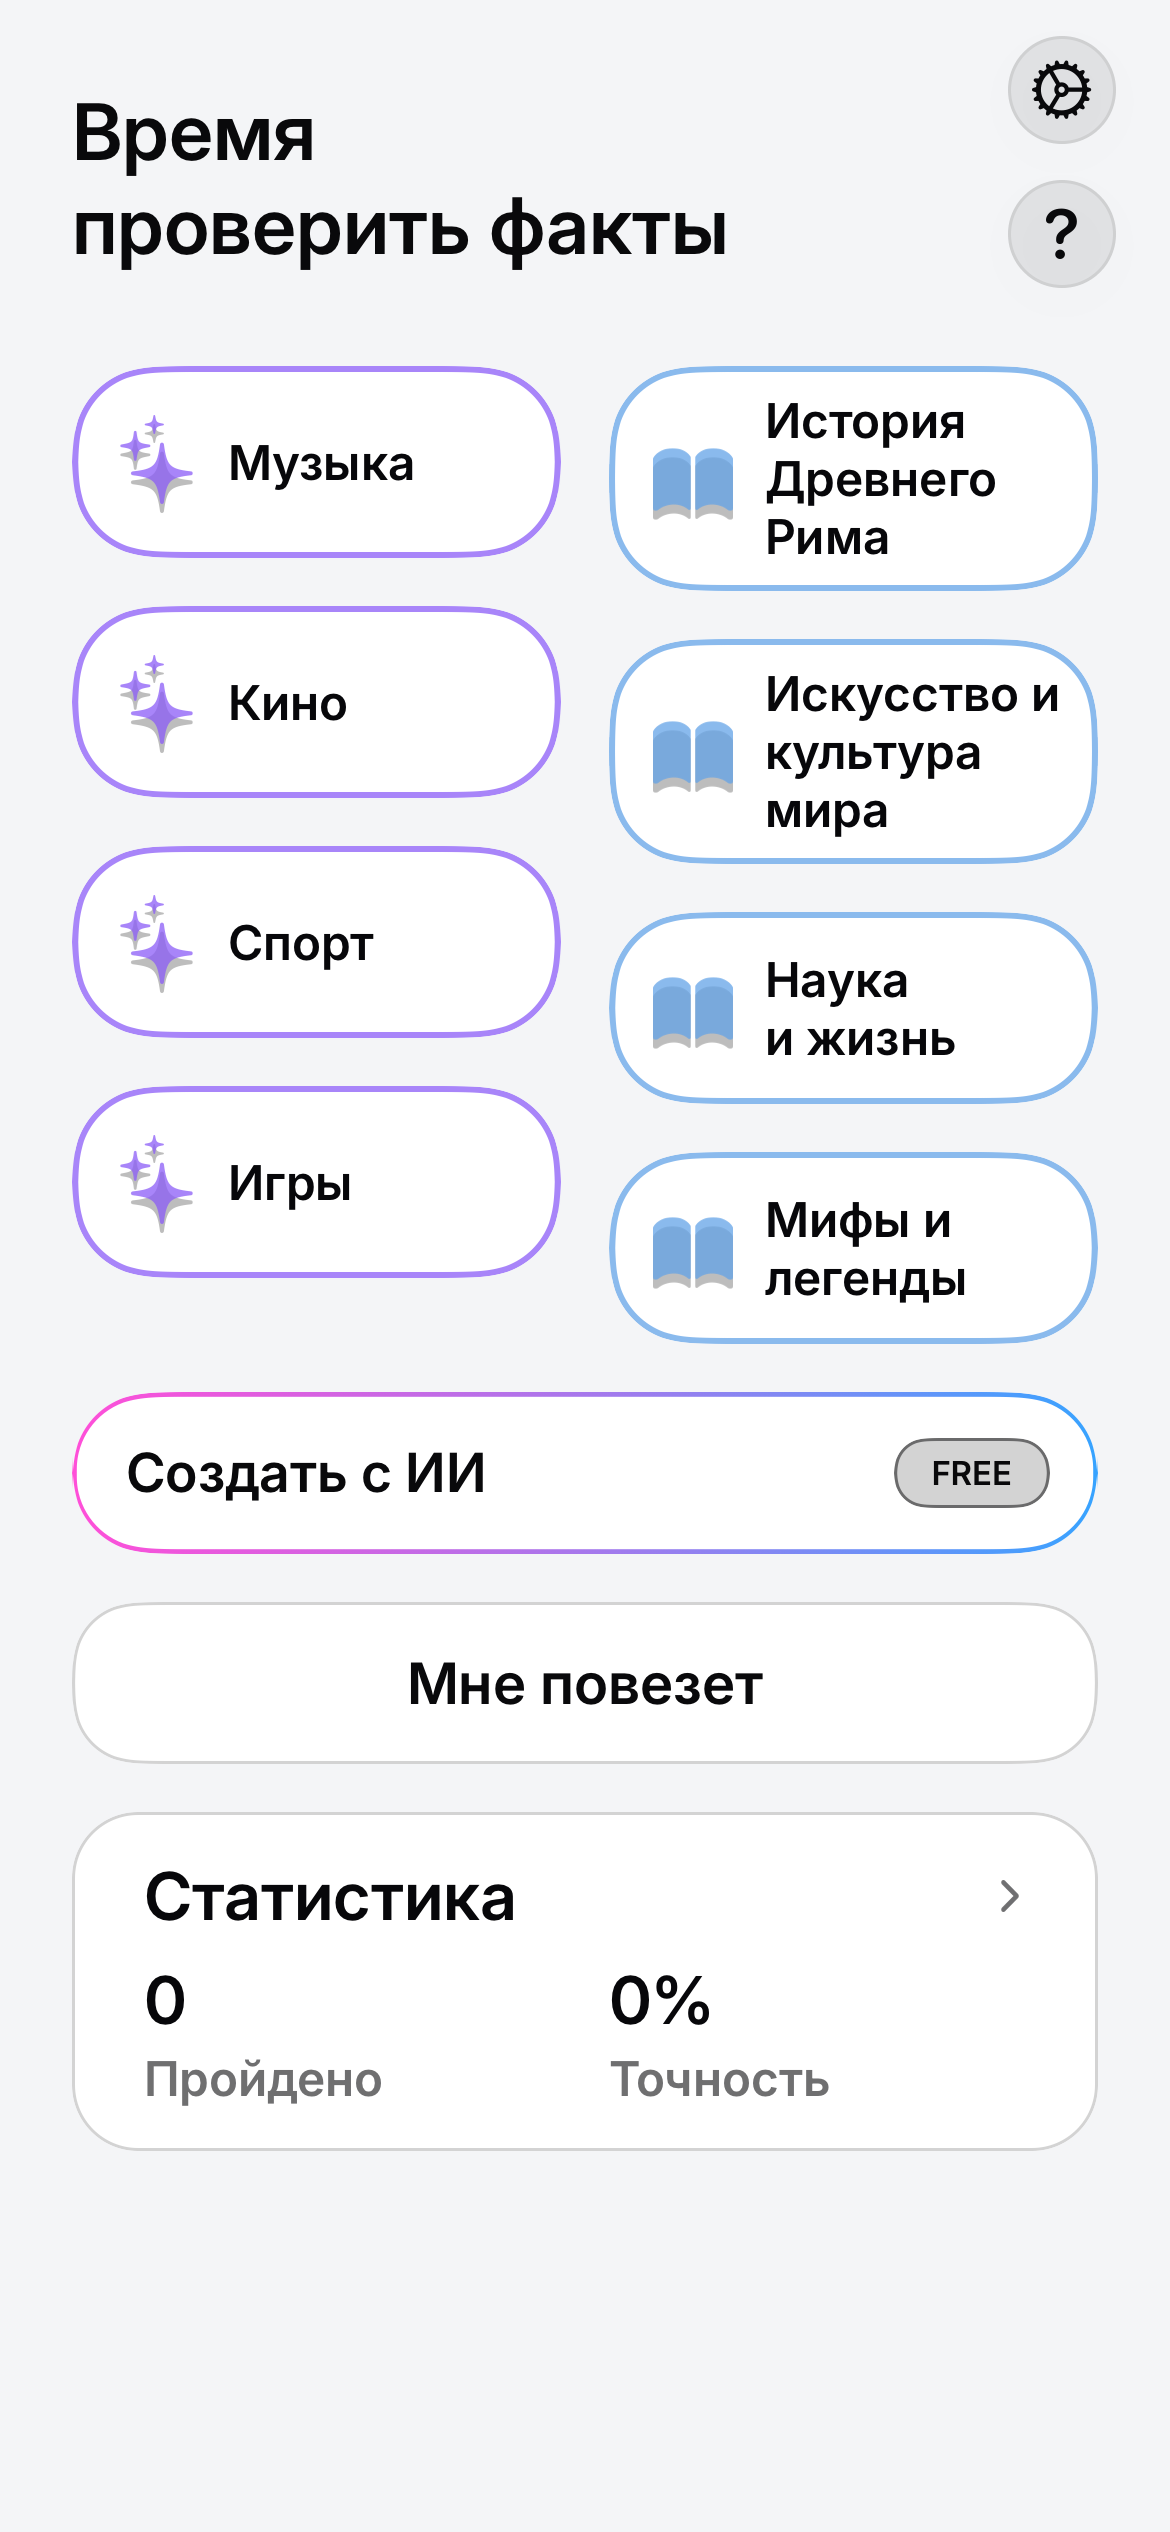 Время
проверить факты
?
Музыка
Кино
Спорт
Игры
История
Древнего
Рима
Искусство и
культура
мира
Наука
и жизнь
Мифы и
легенды
Создать с ИИ
FREE
Мне повезет
Статистика
0
Пройдено
0%
Точность